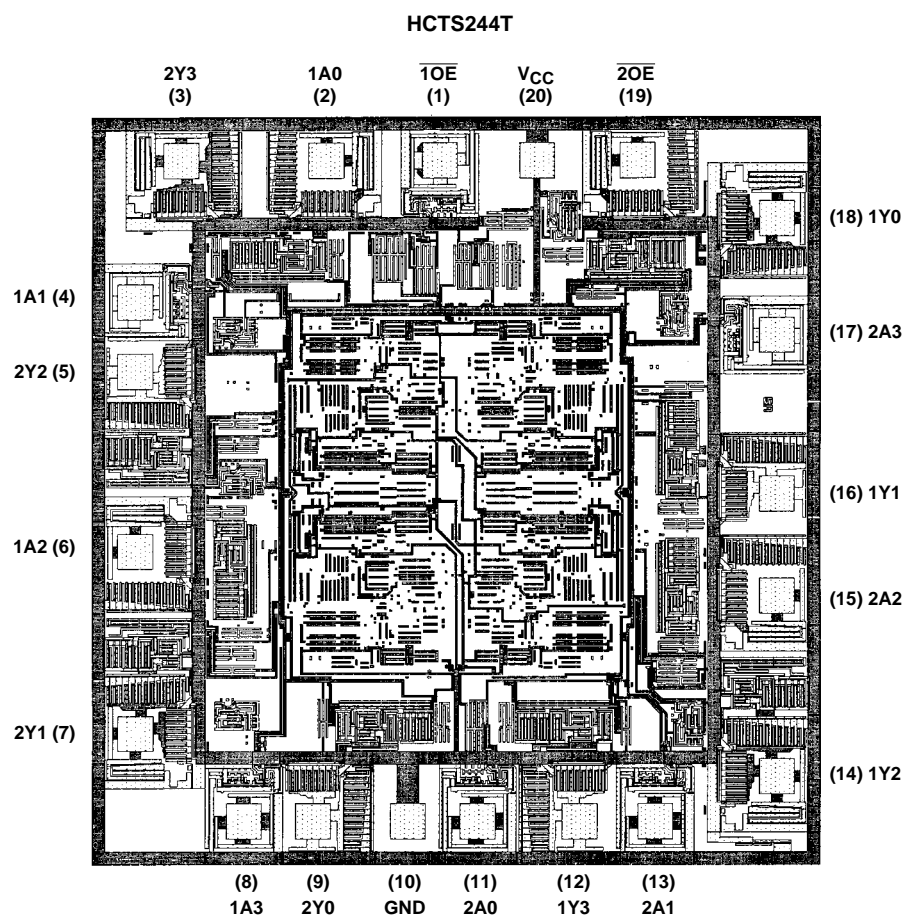 HCTS244T
2Y3 1A0 1OE VCC 2OE
(3) (2) (1) (20) (19)
(18) 1Y0
1A1 (4)
(17) 2A3
2Y2 (5)
(16) 1Y1
1A2 (6)
(15) 2A2
2Y1 (7)
(14) 1Y2
(8) (9) (10) (11) (12) (13)
1A3 2Y0 GND 2A0 1Y3 2A1